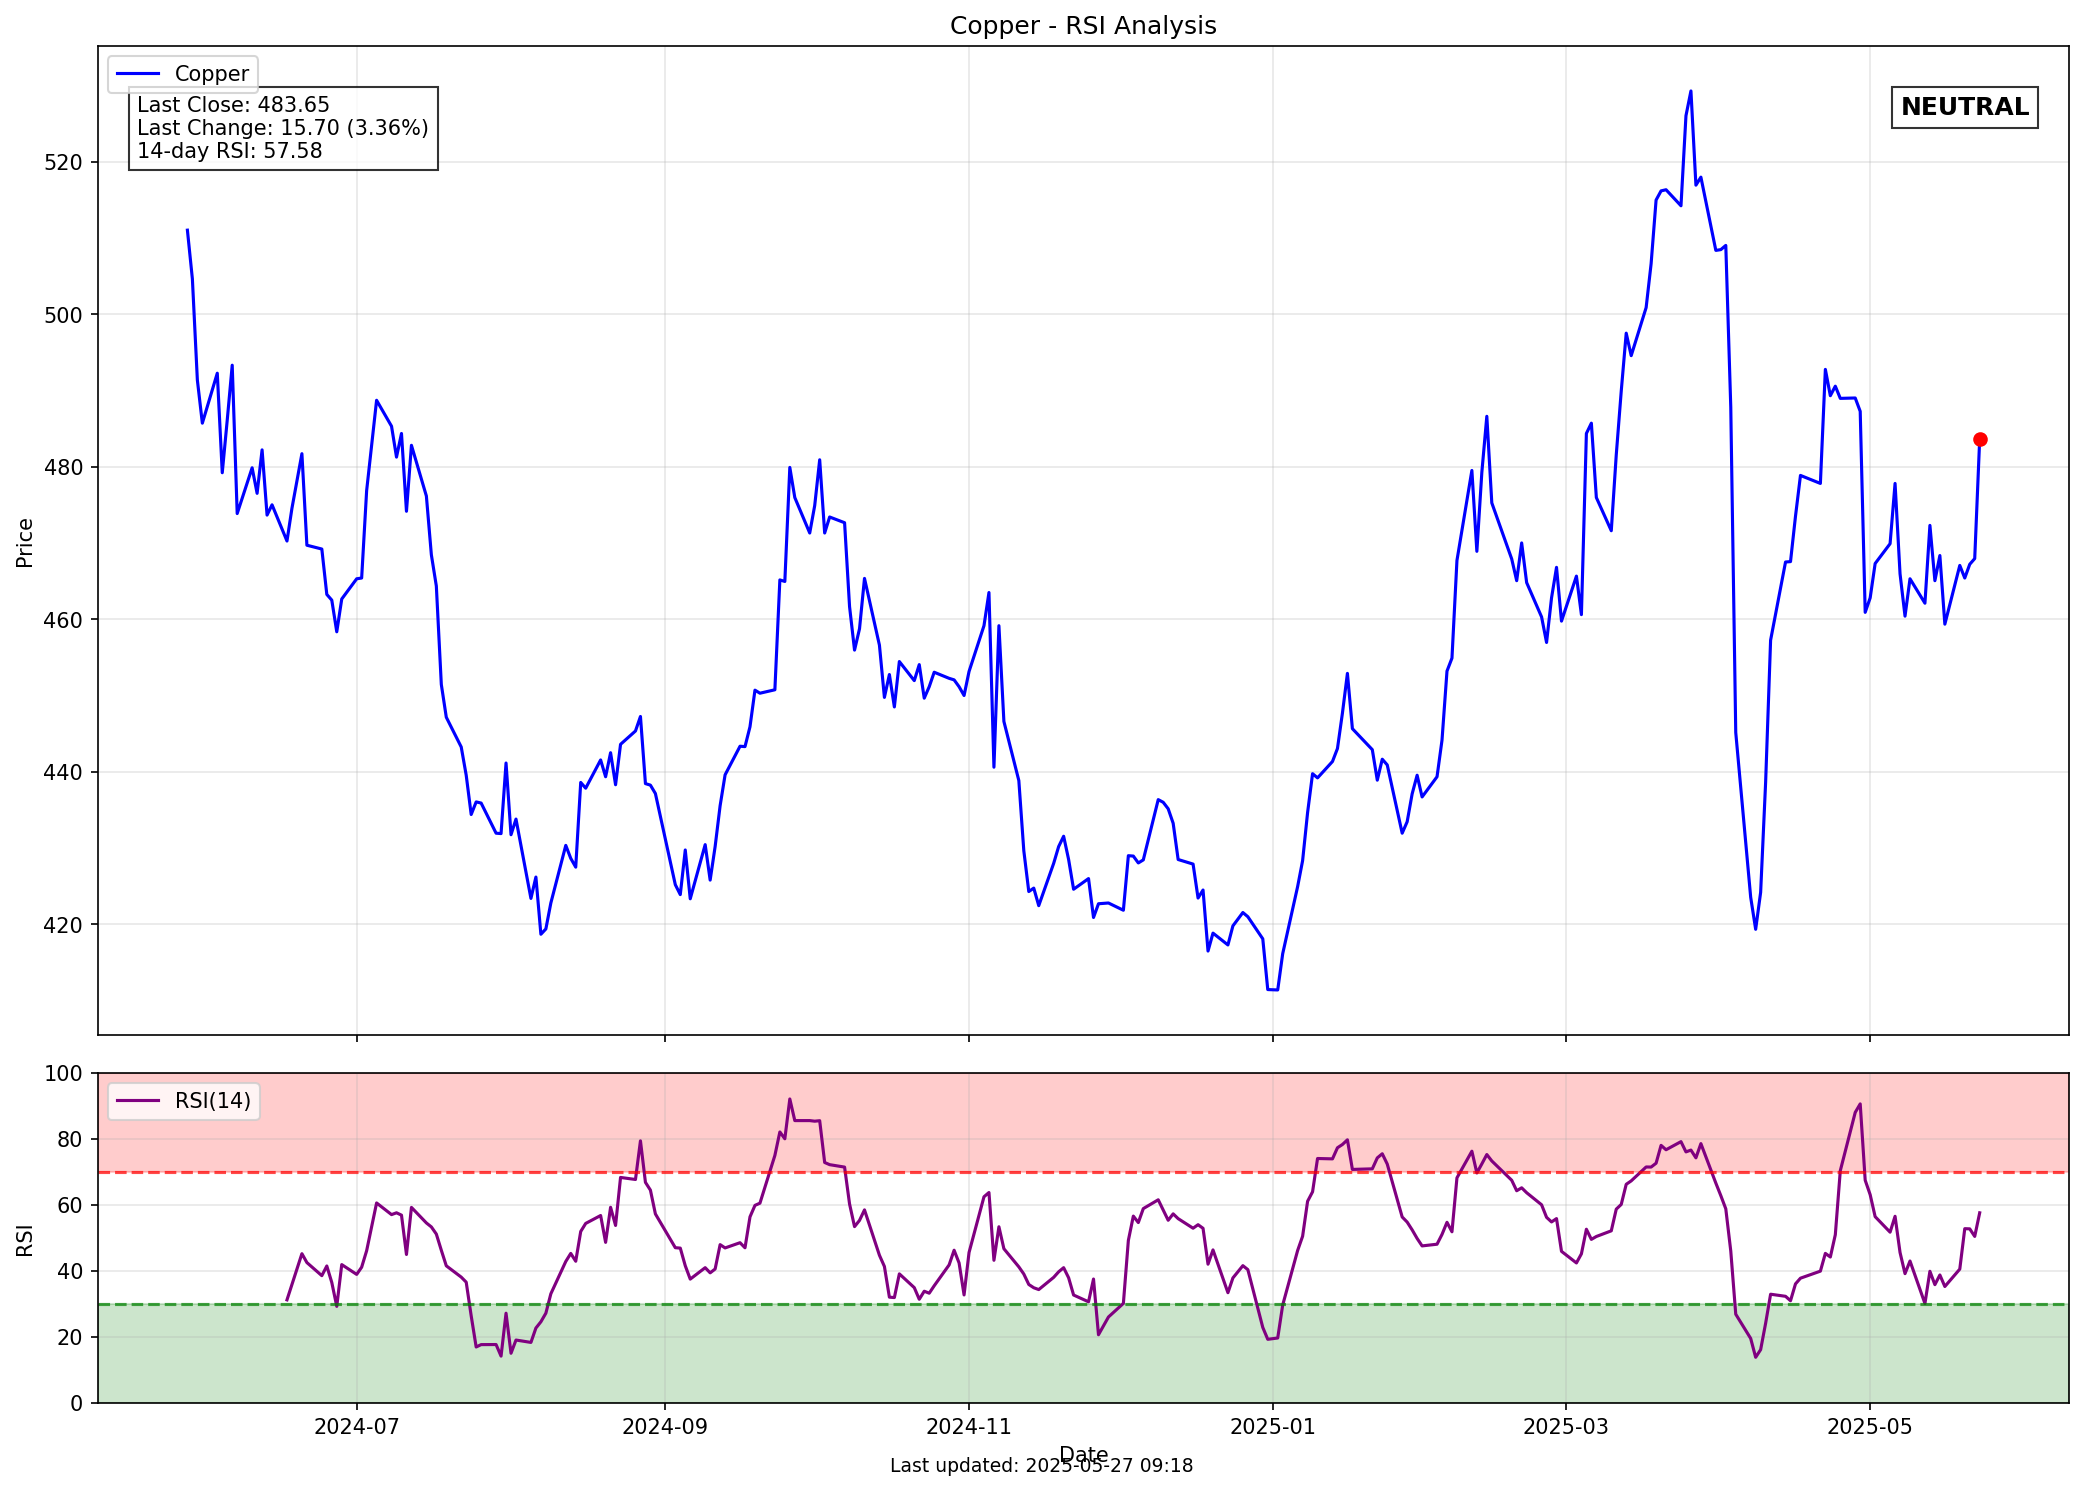 Copper - RSI Analysis
Copper
Last Close: 483.65
Last Change: 15.70 (3.36%)
14-day RSI: 57.58
NEUTRAL
520
500
480
460
440
420
Price
100
80
60
40
20
0
RSI
RSI(14)
2024-07 2024-09 2024-11 2025-01 2025-03 2025-05
Date
Last updated: 2025-05-27 09:18